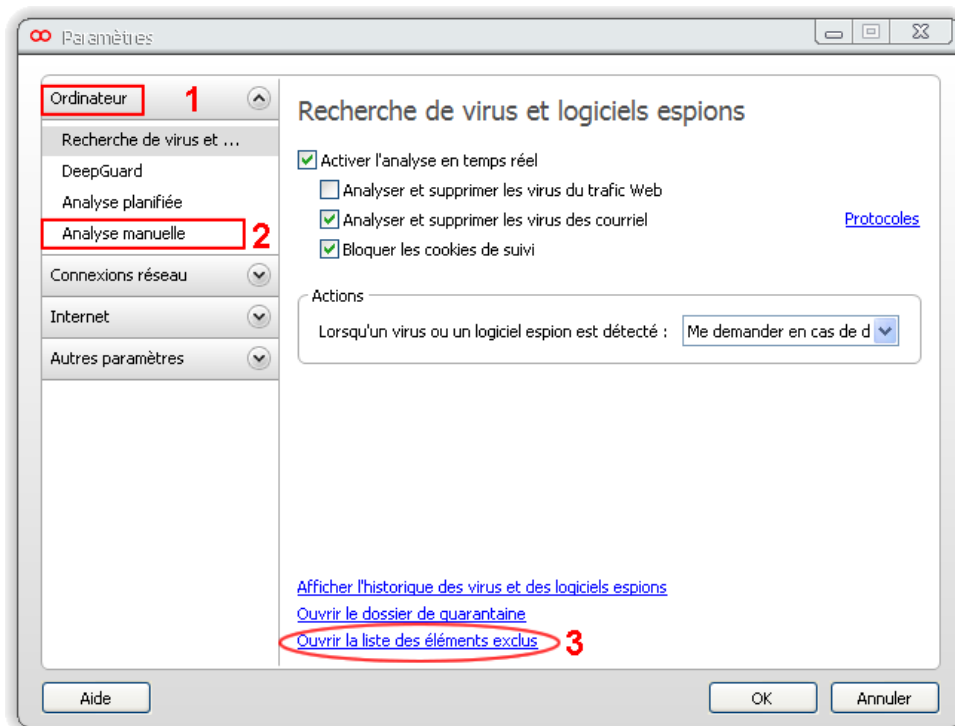 Paramètres
Ordinateur 1
Recherche de virus et ...
DeepGuard
Analyse planifiée
Analyse manuelle 2
Connexions réseau
Internet
Autres paramètres
Recherche de virus et logiciels espions
Activer l'analyse en temps réel
Analyser et supprimer les virus du trafic Web
Analyser et supprimer les virus des courriel
Protocoles
Bloquer les cookies de suivi
Actions
Lorsqu'un virus ou un logiciel espion est détecté : Me demander en cas de d
Afficher l'historique des virus et des logiciels espions
Ouvrir le dossier de quarantaine
Ouvrir la liste des éléments exclus 3
Aide
OK
Annuler